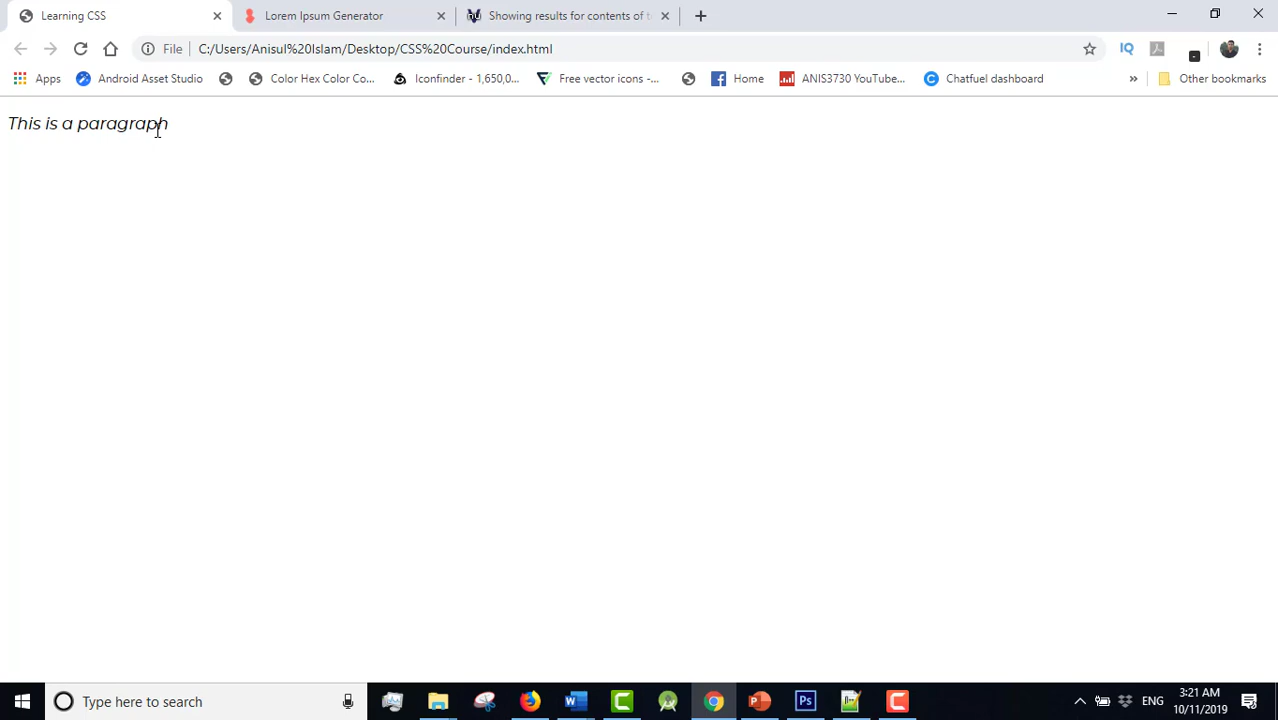 Learning CSS
Lorem Ipsum Generator
Showing results for contents of t
File C:/Users/Anisul%20Islam/Desktop/CSS%20Course/index.html
IQ
Apps Android Asset Studio Color Hex Color Co... Iconfinder - 1,650,0... Free vector icons -... Home ANIS3730 YouTube... Chatfuel dashboard » Other bookmarks
This is a paragraph
Type here to search
ENG
3:21 AM
10/11/2019